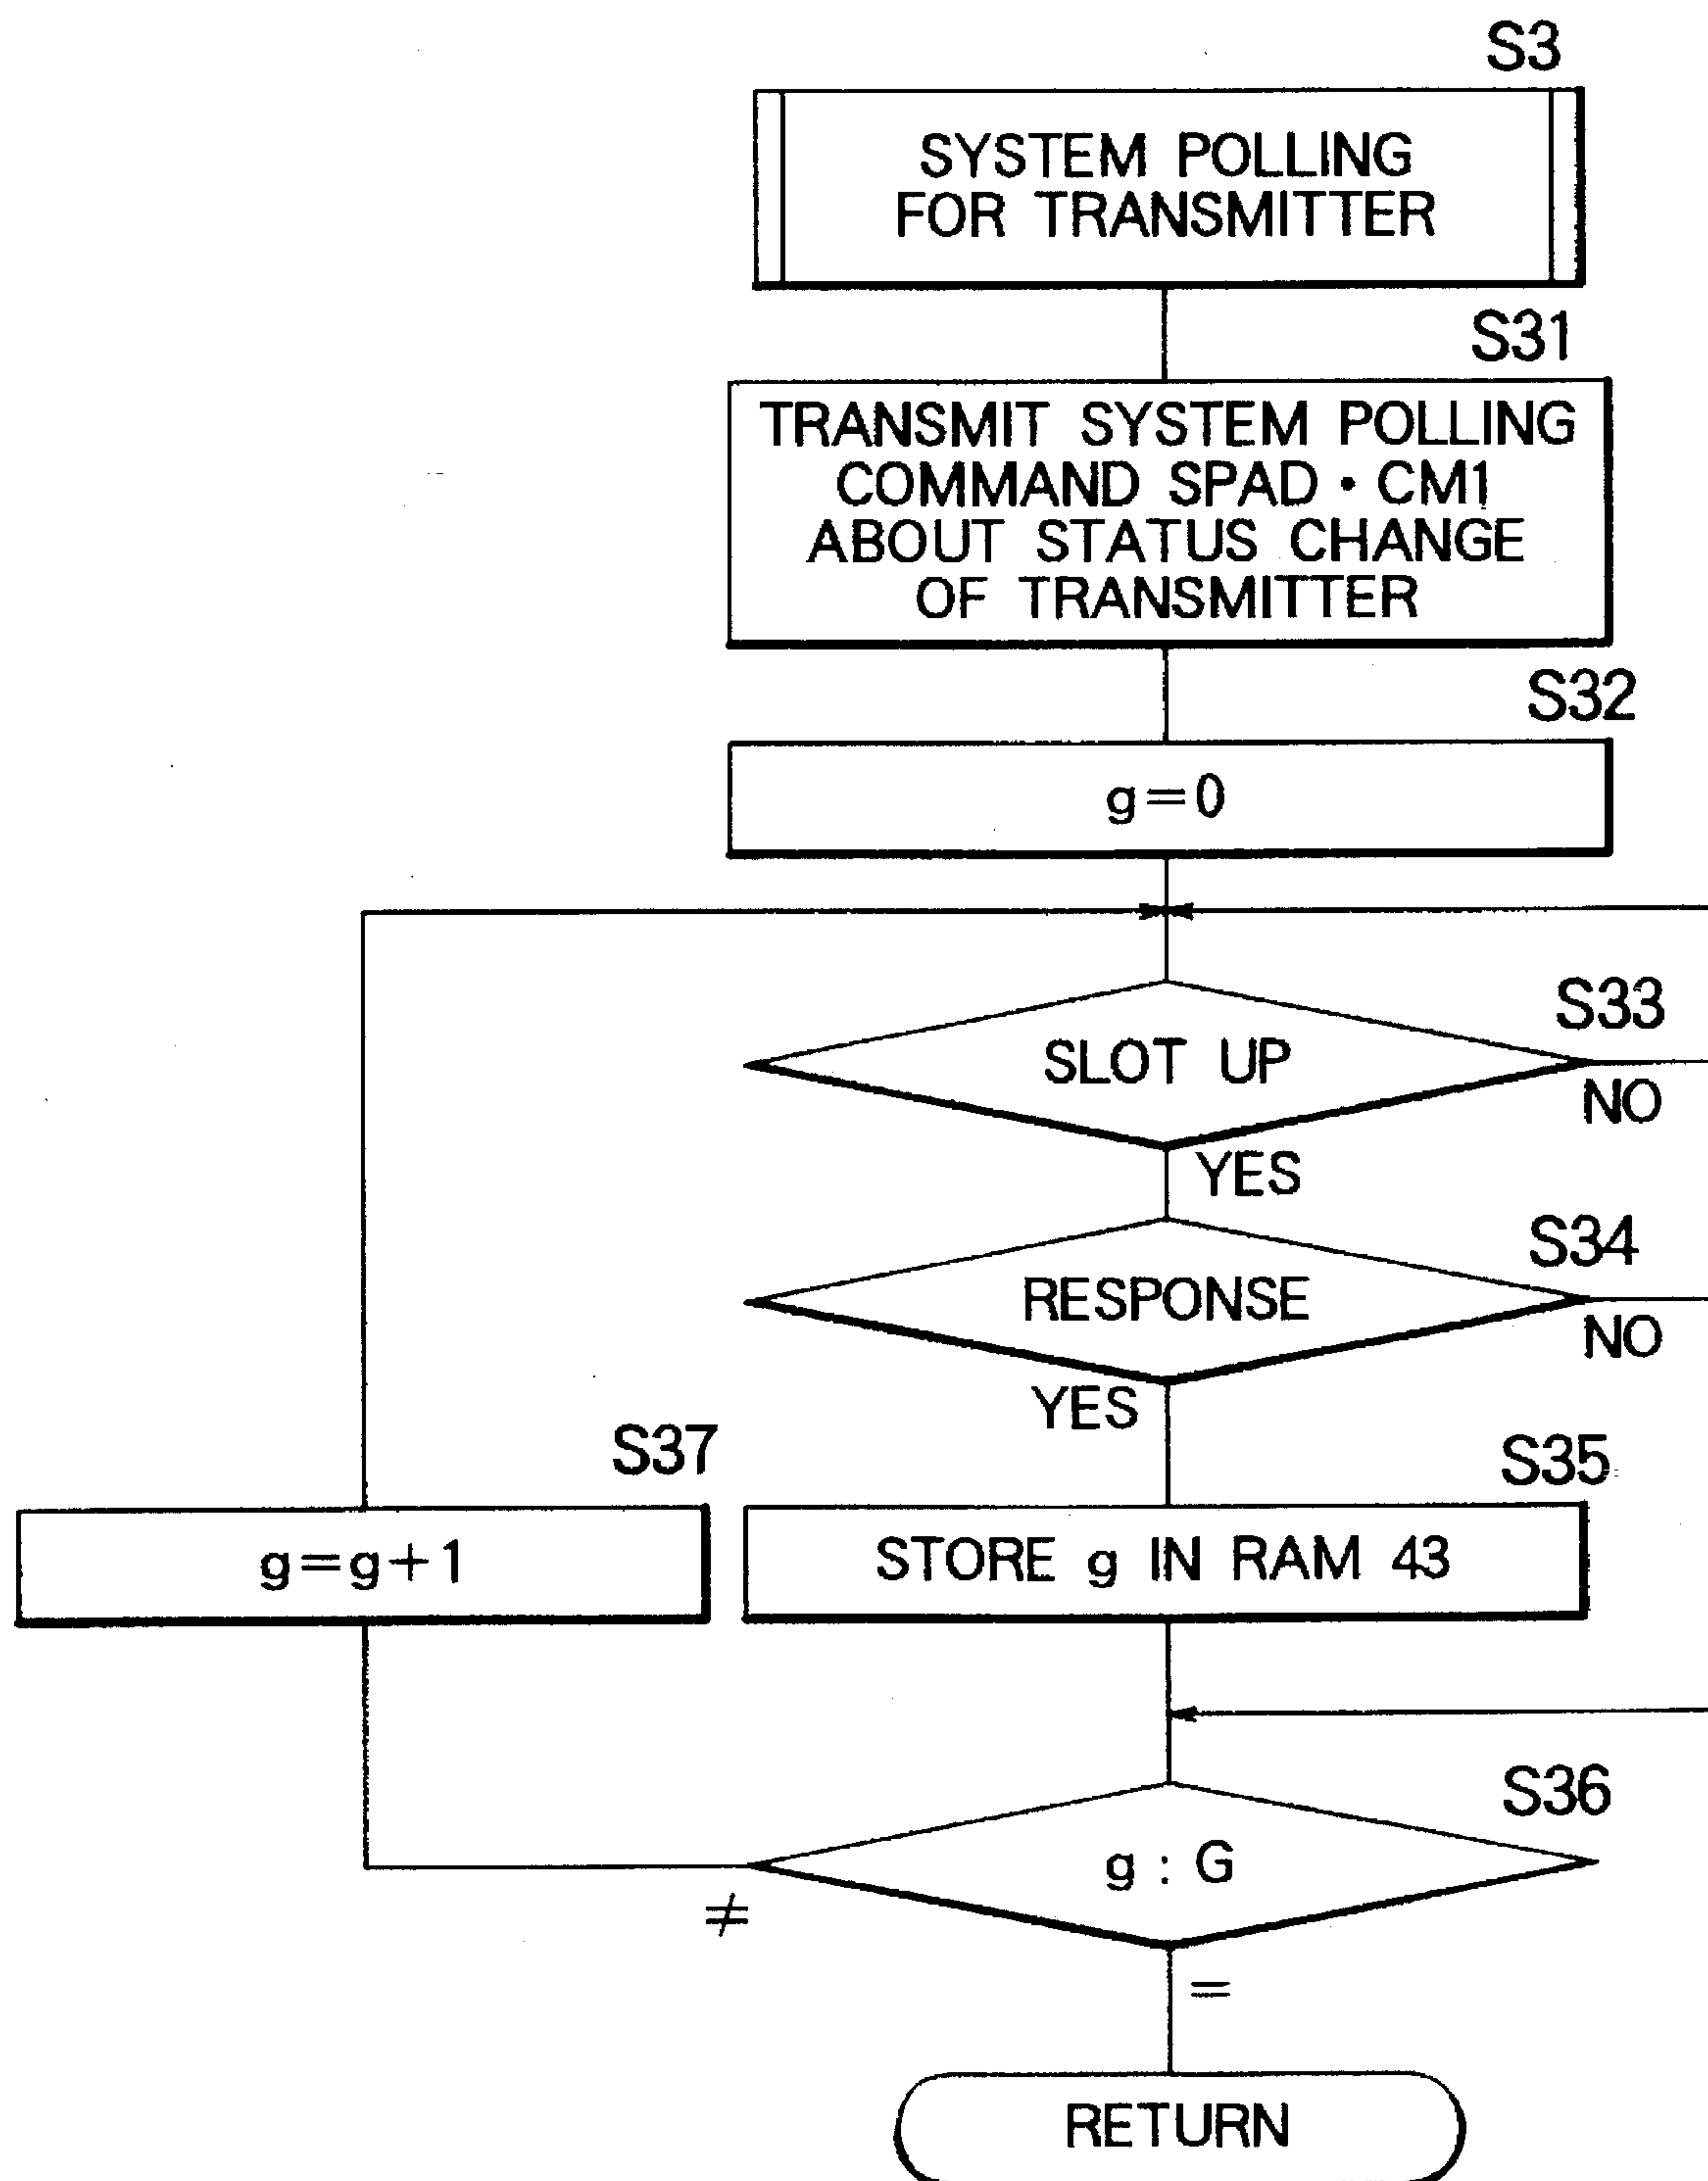 S3
SYSTEM POLLING
FOR TRANSMITTER
S31
TRANSMIT SYSTEM POLLING
COMMAND SPAD・CM1
ABOUT STATUS CHANGE
OF TRANSMITTER
S32
g=0
S33
SLOT UP
NO
YES
S34
RESPONSE
NO
YES
S37
g=g+1
S35
STORE g IN RAM 43
S36
g : G
≠
=
RETURN